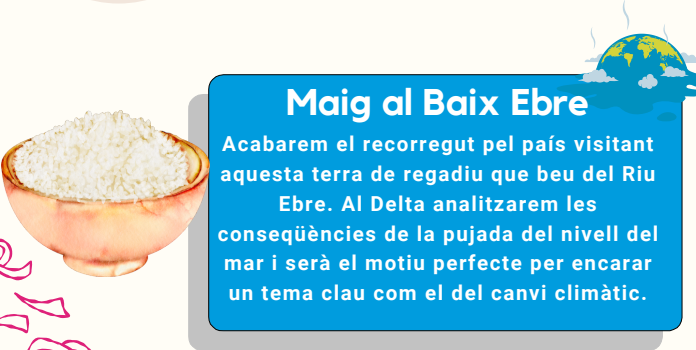 Maig al Baix Ebre
Acabarem el recorregut pel país visitant
aquesta terra de regadiu que beu del Riu
Ebre. Al Delta analitzarem les
conseqüències de la pujada del nivell del
mar i serà el motiu perfecte per encarar
un tema clau com el del canvi climàtic.